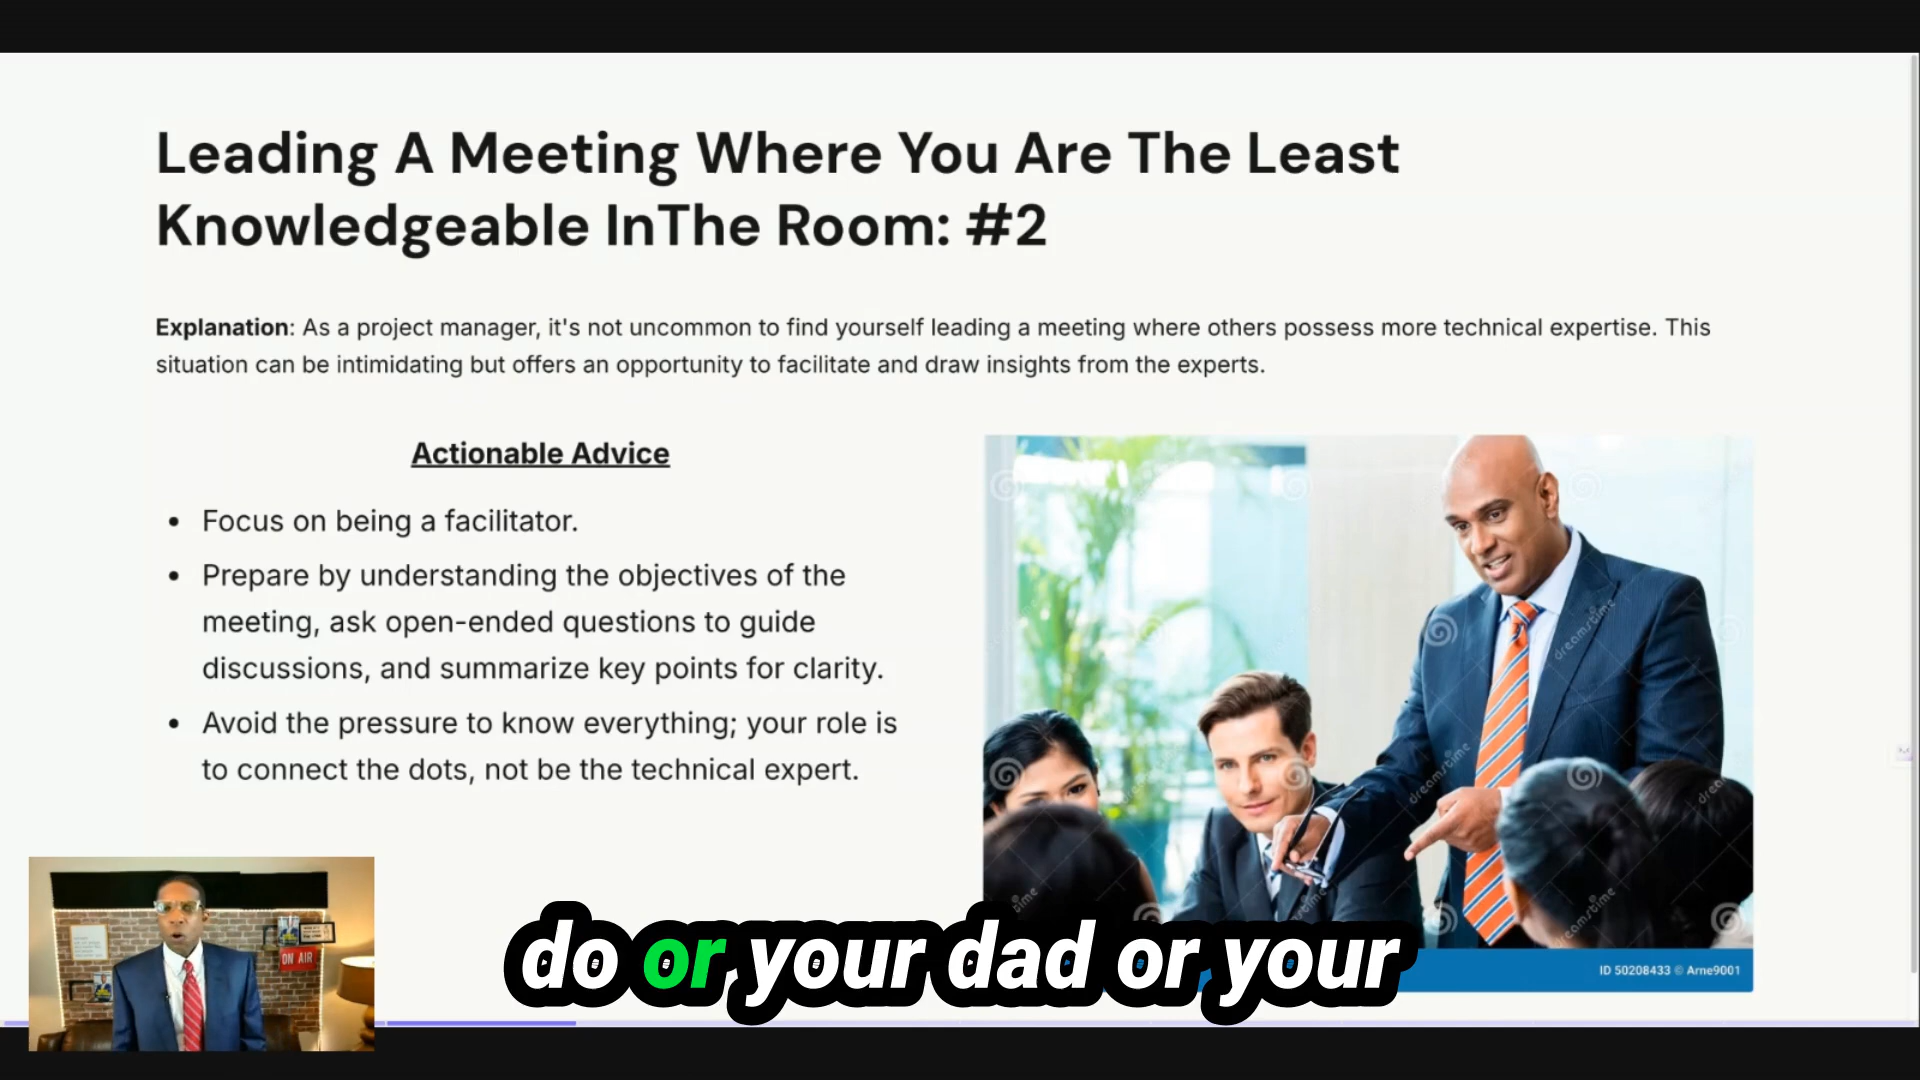 Leading A Meeting Where You Are The Least
Knowledgeable InThe Room: #2
Explanation: As a project manager, it's not uncommon to find yourself leading a meeting where others possess more technical expertise. This
situation can be intimidating but offers an opportunity to facilitate and draw insights from the experts.
Actionable Advice
• Focus on being a facilitator.
• Prepare by understanding the objectives of the
meeting, ask open-ended questions to guide
discussions, and summarize key points for clarity.
• Avoid the pressure to know everything; your role is
to connect the dots, not be the technical expert.
dreamstime
dreamstime
dreamstime
dreamstime
ON AIR
do or your dad or your
ID 50208433 © Arne9001